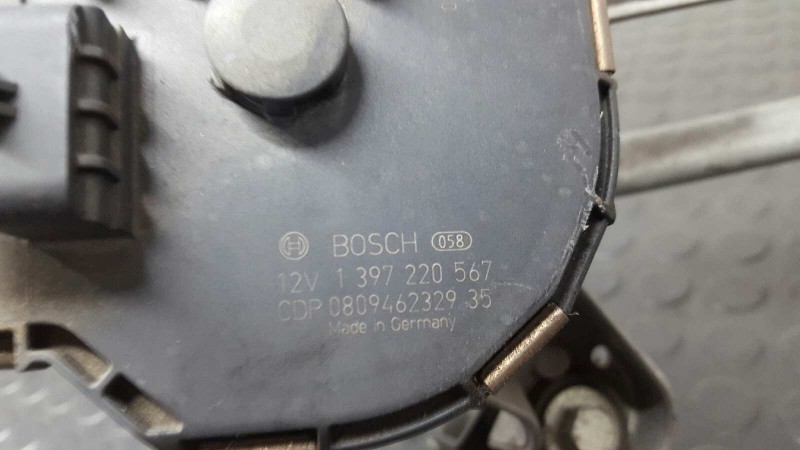 BOSCH 058
12V 1 397 220 567
CDP 0809462329 35
Made in Germany